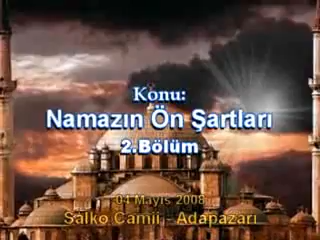 Konu:
Namazın Ön Şartları
2.Bölüm
04 Mayıs 2008
Salko Camii - Adapazarı